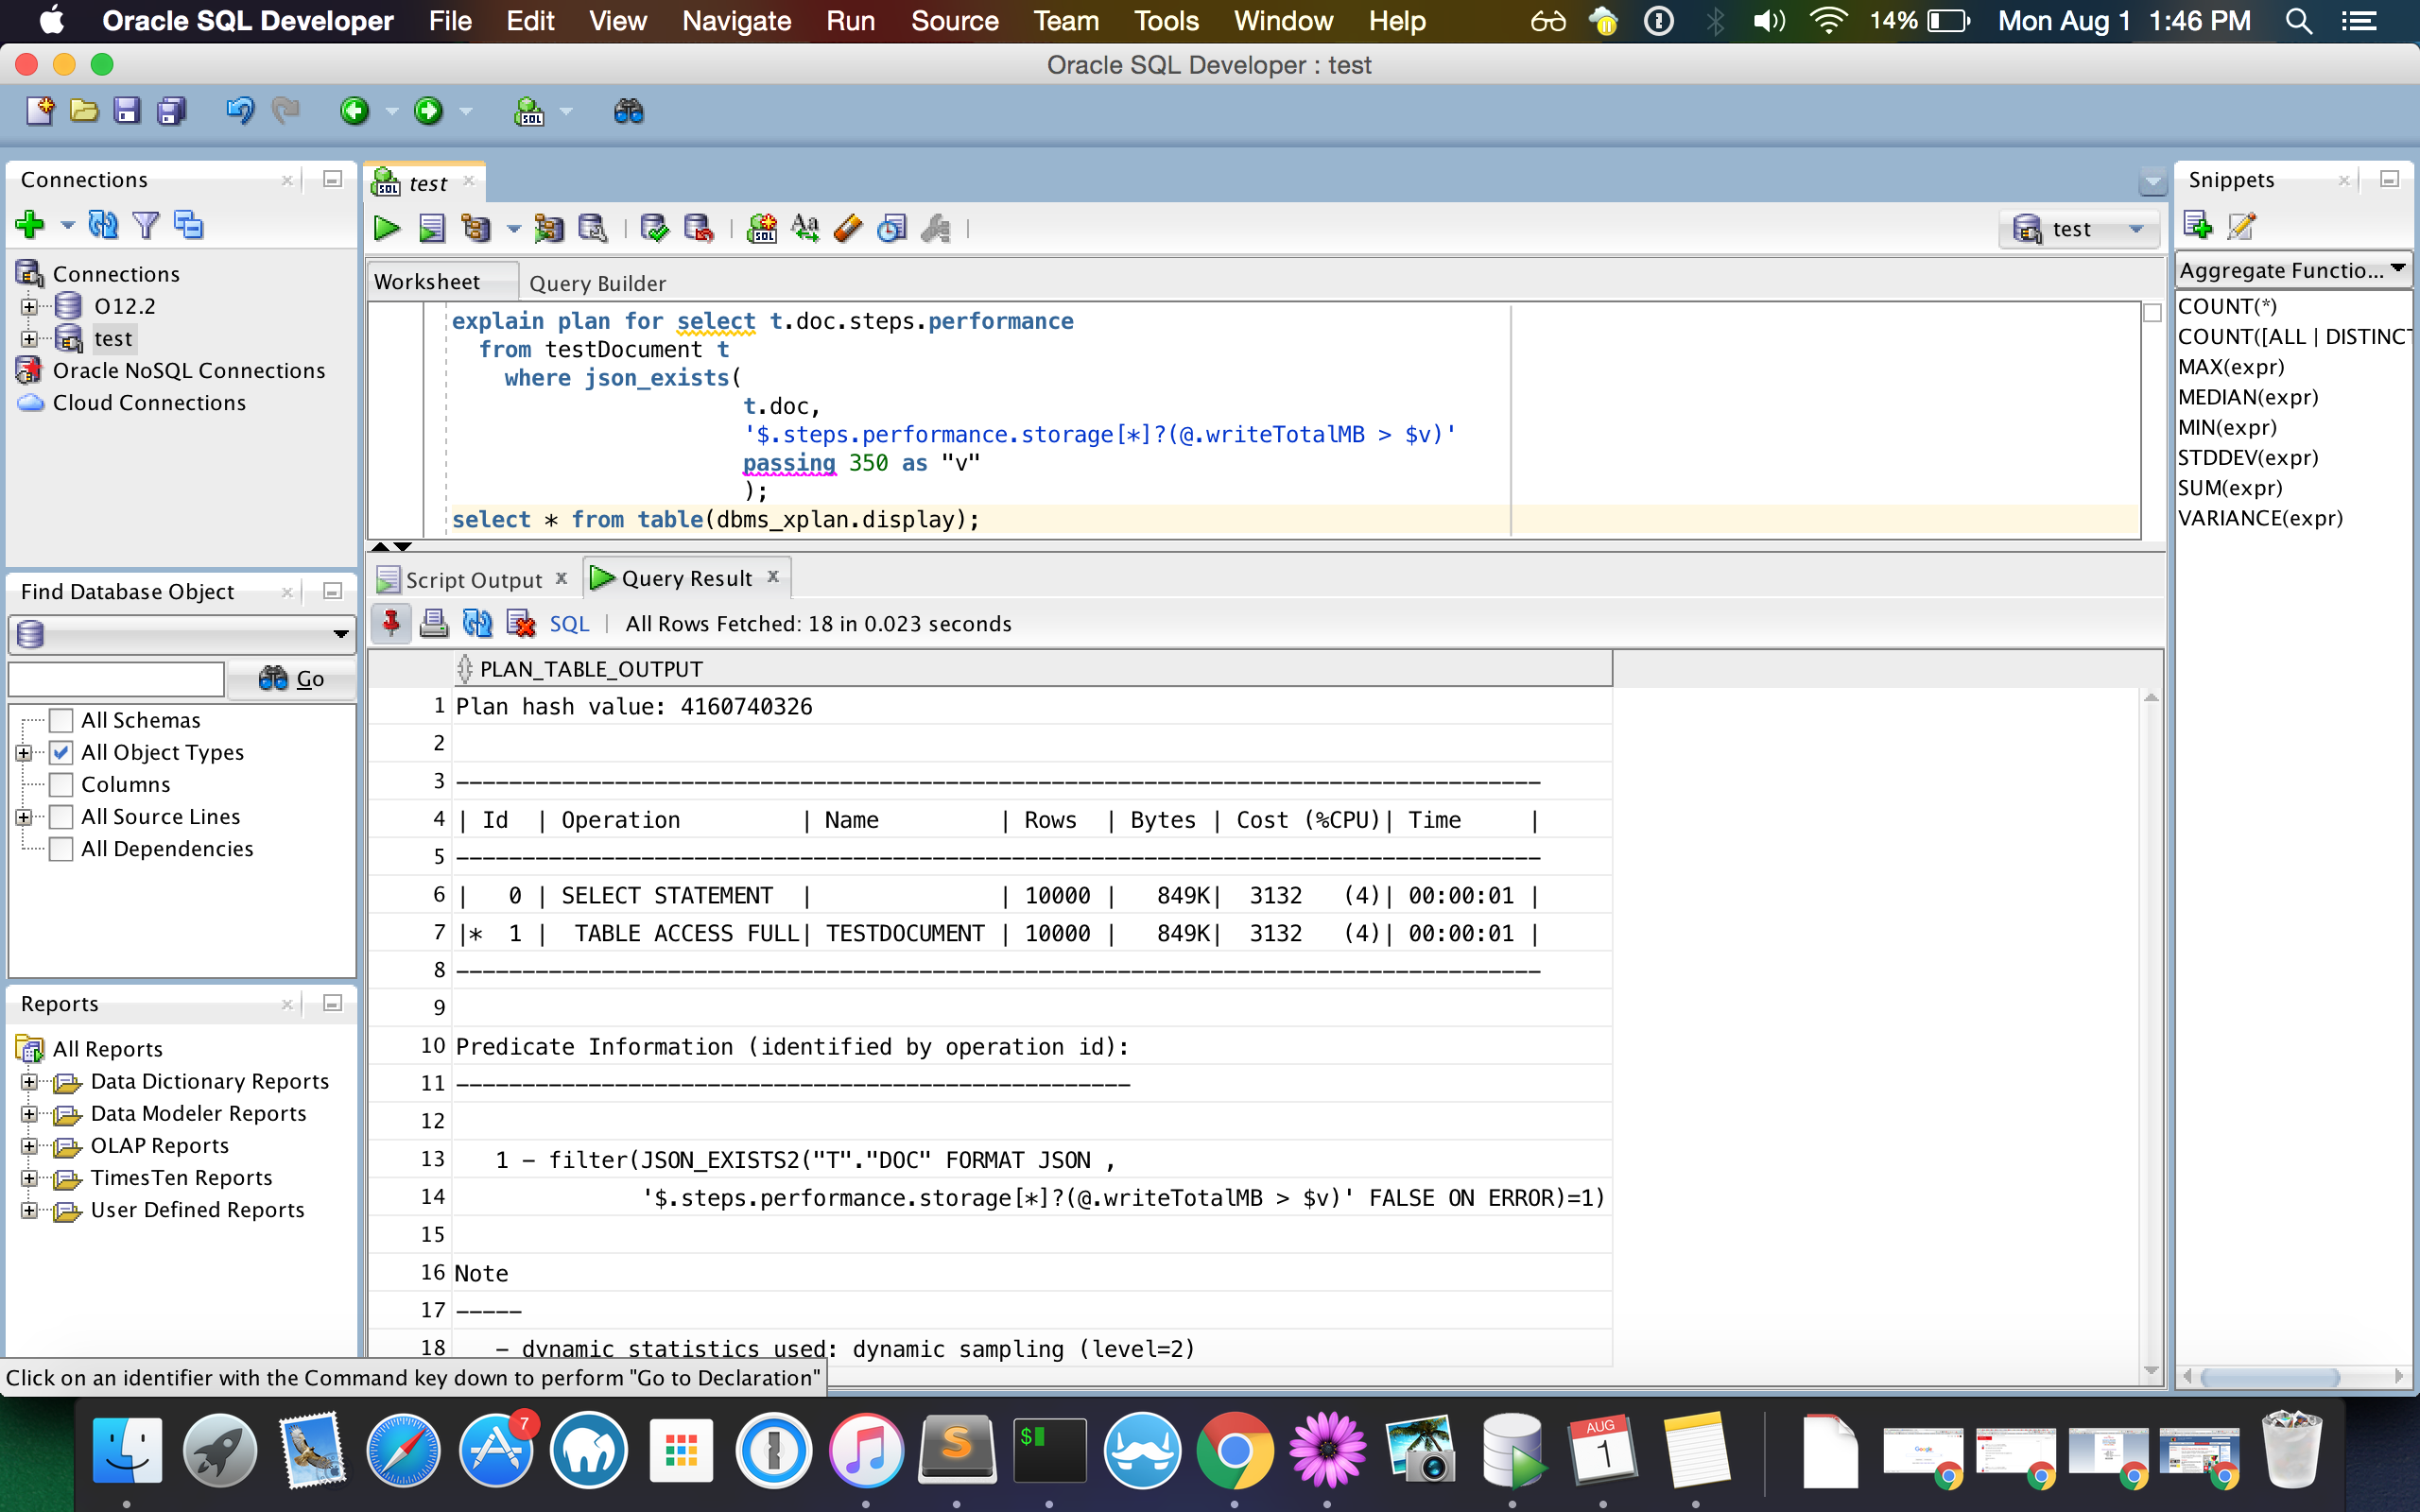 Oracle SQL Developer File Edit View Navigate Run Source Team Tools Window Help 14% Mon Aug 1 1:46 PM
Oracle SQL Developer : test
Connections
Connections
O12.2
test
Oracle NoSQL Connections
Cloud Connections
Find Database Object
Go
All Schemas
All Object Types
Columns
All Source Lines
All Dependencies
Reports
All Reports
Data Dictionary Reports
Data Modeler Reports
OLAP Reports
TimesTen Reports
User Defined Reports
test
test
Worksheet Query Builder
explain plan for select t.doc.steps.performance
from testDocument t
where json_exists(
t.doc,
'$.steps.performance.storage[*]?(@.writeTotalMB > $v)'
passing 350 as "v"
);
select * from table(dbms_xplan.display);
Script Output Query Result
SQL All Rows Fetched: 18 in 0.023 seconds
PLAN_TABLE_OUTPUT
1 Plan hash value: 4160740326
2
3 ----------------------------------------------------------------------------------
4 | Id | Operation | Name | Rows | Bytes | Cost (%CPU)| Time |
5 ----------------------------------------------------------------------------------
6 | 0 | SELECT STATEMENT | | 10000 | 849K| 3132 (4)| 00:00:01 |
7 |* 1 | TABLE ACCESS FULL| TESTDOCUMENT | 10000 | 849K| 3132 (4)| 00:00:01 |
8 ----------------------------------------------------------------------------------
9
10 Predicate Information (identified by operation id):
11 ---------------------------------------------------
12
13 1 - filter(JSON_EXISTS2("T"."DOC" FORMAT JSON ,
14 '$.steps.performance.storage[*]?(@.writeTotalMB > $v)' FALSE ON ERROR)=1)
15
16 Note
17 -----
18 - dynamic statistics used: dynamic sampling (level=2)
Snippets
Aggregate Functio...
COUNT(*)
COUNT([ALL | DISTINCT
MAX(expr)
MEDIAN(expr)
MIN(expr)
STDDEV(expr)
SUM(expr)
VARIANCE(expr)
Click on an identifier with the Command key down to perform "Go to Declaration"
7
S
$
AUG
1